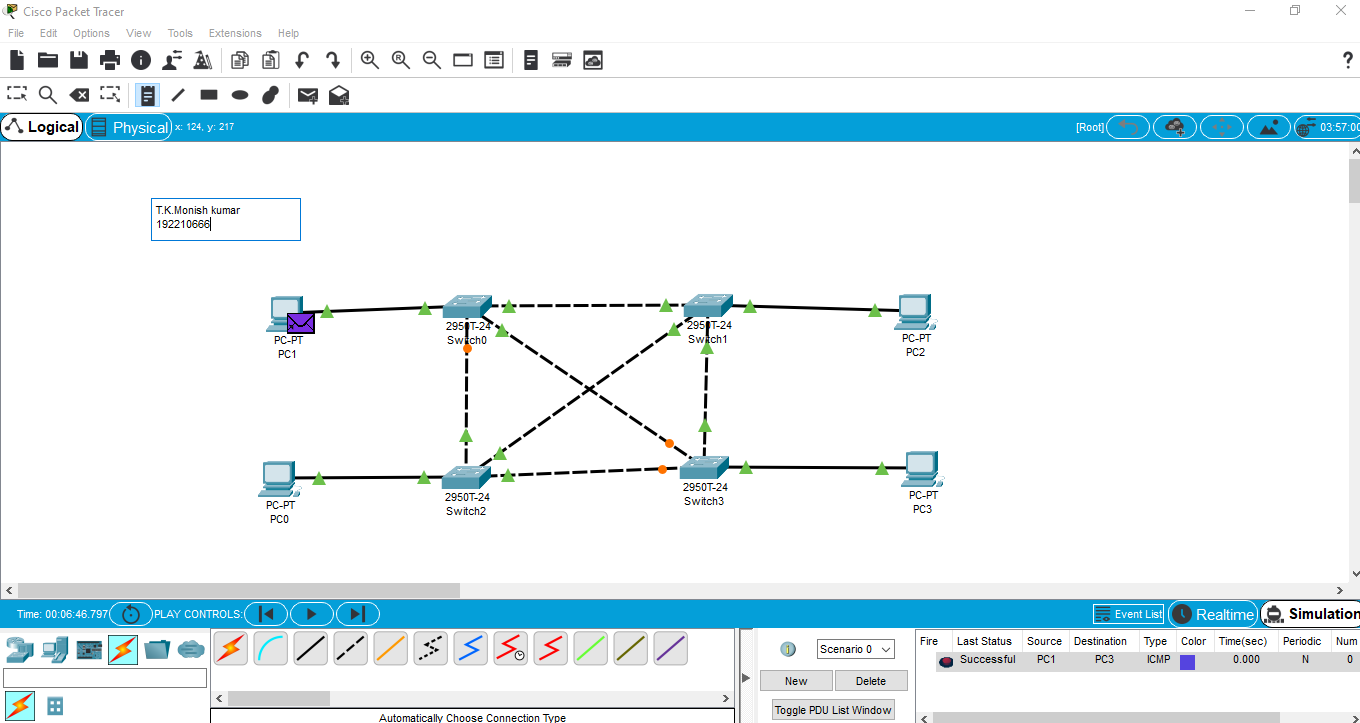 Cisco Packet Tracer
File Edit Options View Tools Extensions Help
?
Logical Physical x: 124, y: 217 [Root] 03:57:00
T.K.Monish kumar
192210666
PC-PT
PC1
2950T-24
Switch0
2950T-24
Switch1
PC-PT
PC2
PC-PT
PC0
2950T-24
Switch2
2950T-24
Switch3
PC-PT
PC3
Time: 00:06:46.797 PLAY CONTROLS: Event List Realtime Simulation
Scenario 0
New Delete
Toggle PDU List Window
Fire Last Status Source Destination Type Color Time(sec) Periodic Num
Successful PC1 PC3 ICMP 0.000 N 0
Automatically Choose Connection Type